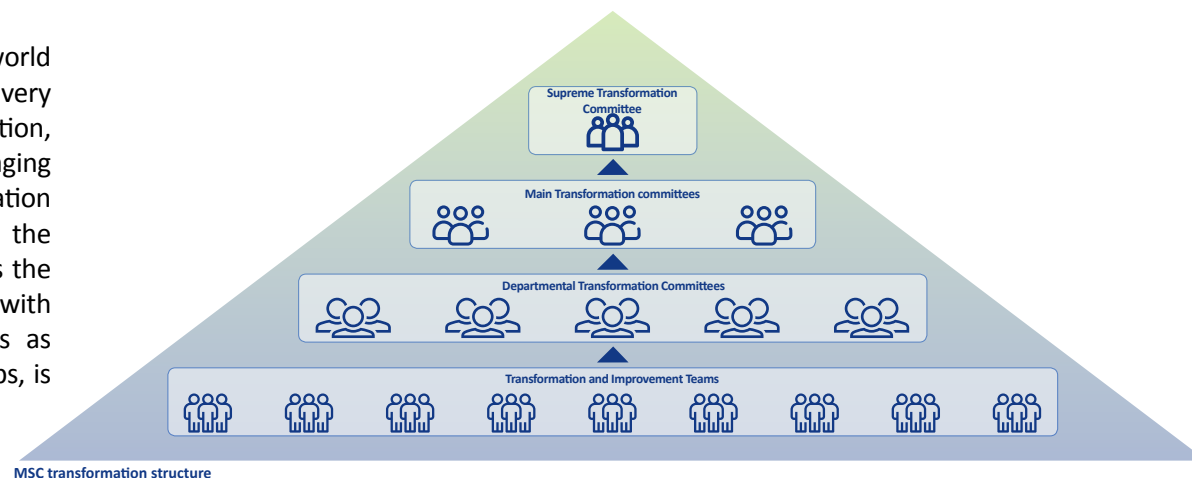 world
very
tion,
ging
ation
the
s the
with
s as
ps, is
Supreme Transformation
Committee
Main Transformation committees
Departmental Transformation Committees
Transformation and Improvement Teams
MSC transformation structure